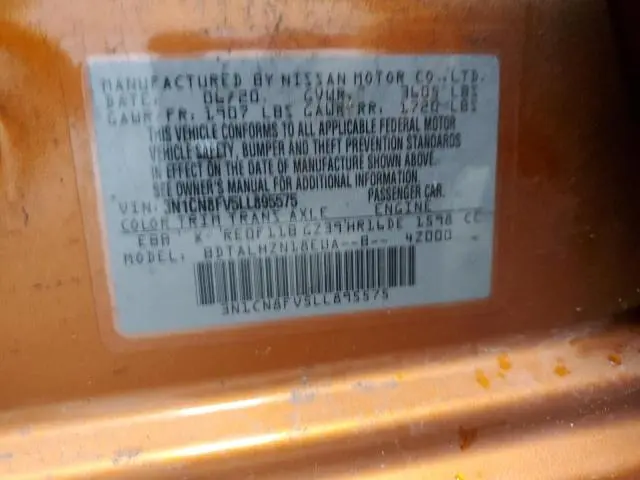 MANUFACTURED BY NISSAN MOTOR CO.,LTD.
DATE: 06/20. GVWR: 3605 LBS
GAWR FR. 1907 LBS GAWR RR. 1720 LBS
THIS VEHICLE CONFORMS TO ALL APPLICABLE FEDERAL MOTOR
VEHICLE SAFETY, BUMPER AND THEFT PREVENTION STANDARDS
IN EFFECT ON THE DATE OF MANUFACTURE SHOWN ABOVE.
SEE OWNER'S MANUAL FOR ADDITIONAL INFORMATION.
VIN: 3N1CN8FV5LL895575 PASSENGER CAR.
COLOR TRIM TRANS AXLE ENGINE
EBA K RE0F11B GZ39 HR16DE 1598 CC
MODEL: BDTALHZN18EUA--B-- 42000
3N1CN8FV5LL895575